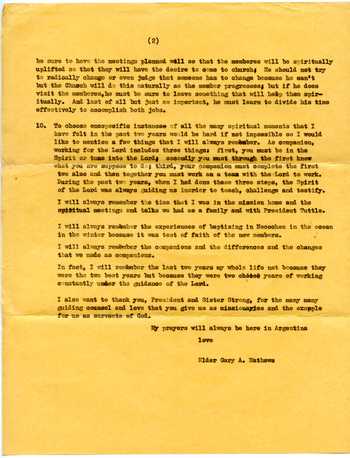 (2)
be sure to have the meetings planned well so that the members will be spiritually
uplifted so that they will have the desire to come to church; He should not try
to radically change or even judge that someone has to change because he can't
but the Church will do this naturally as the member progresses; but if he does
visit the memberes, he must be sure to leave something that will help them spir-
itually. And last of all but just as important, he must learn to divide his time
effectively to accomplish both jobs.
10. To choose onespecific instances of all the many spiritual moments that I
have felt in the past two years would be hard if not impossible so I would
like to mention a few things that I will always remember. As companion,
working for the Lord includes three things: first, you must be in the
Spirit or tune into the Lord; secondly you must through the first know
what you are suppose to do; third, your companion must complete the first
two also and then together you must work as a team with the Lord to work.
During the past two years, when I had done these three steps, the Spirit
of the Lord was always guiding us inorder to teach, challenge and testify.
I will always remember the time that I was in the mission home and the
spiritual meetings and talks we had as a family and with President Tuttle.
I will always remember the experiences of baptizing in Necochea in the ocean
in the winter because it was test of faith of the new members.
I will always remember the companions and the differences and the changes
that we made as companions.
In fact, I will remember the last two years my whole life not because they
were the two best years but because they were two choice years of working
constantly under the guidance of the Lord.
I also want to thank you, President and Sister Strong, for the many many
guiding counsel and love that you give us as missionaries and the example
for us as servants of God.
My prayers will always be here in Argentina
love
Elder Gary A. Mathews